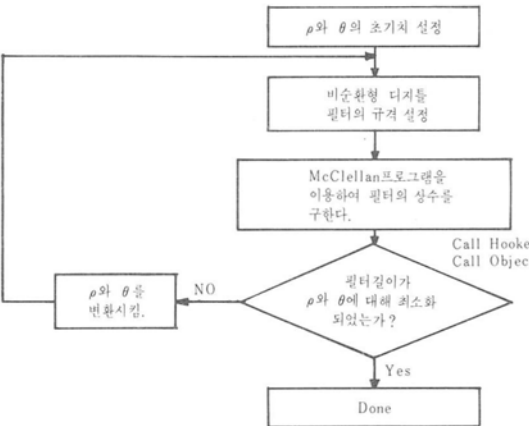 ρ와 θ의 초기치 설정
비순환형 디지틀
필터의 규격 설정
McClellan프로그램을
이용하여 필터의 상수를
구한다.
Call Hooke
Call Objec
필터길이가
ρ와 θ에 대해 최소화
되었는가?
NO
ρ와 θ를
변환시킴.
Yes
Done